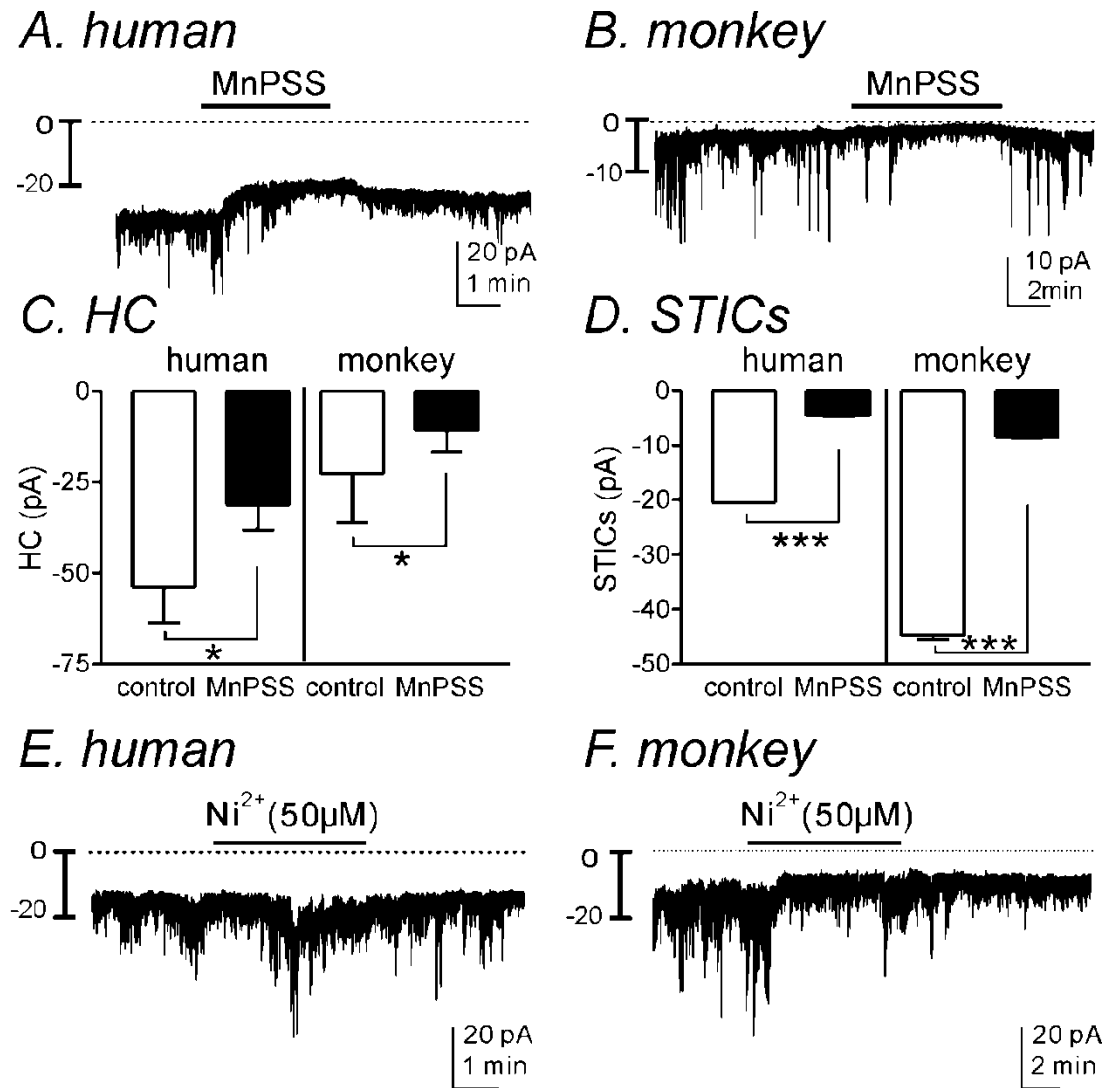 A. human
MnPSS
0
-20
20 pA
1 min
B. monkey
MnPSS
0
-10
10 pA
2min
C. HC
human monkey
0
-25
-50
-75
HC (pA)
*
*
control MnPSS control MnPSS
D. STICs
human monkey
0
-10
-20
-30
-40
-50
STICs (pA)
***
***
control MnPSS control MnPSS
E. human
Ni²⁺(50µM)
0
-20
20 pA
1 min
F. monkey
Ni²⁺(50µM)
0
-20
20 pA
2 min